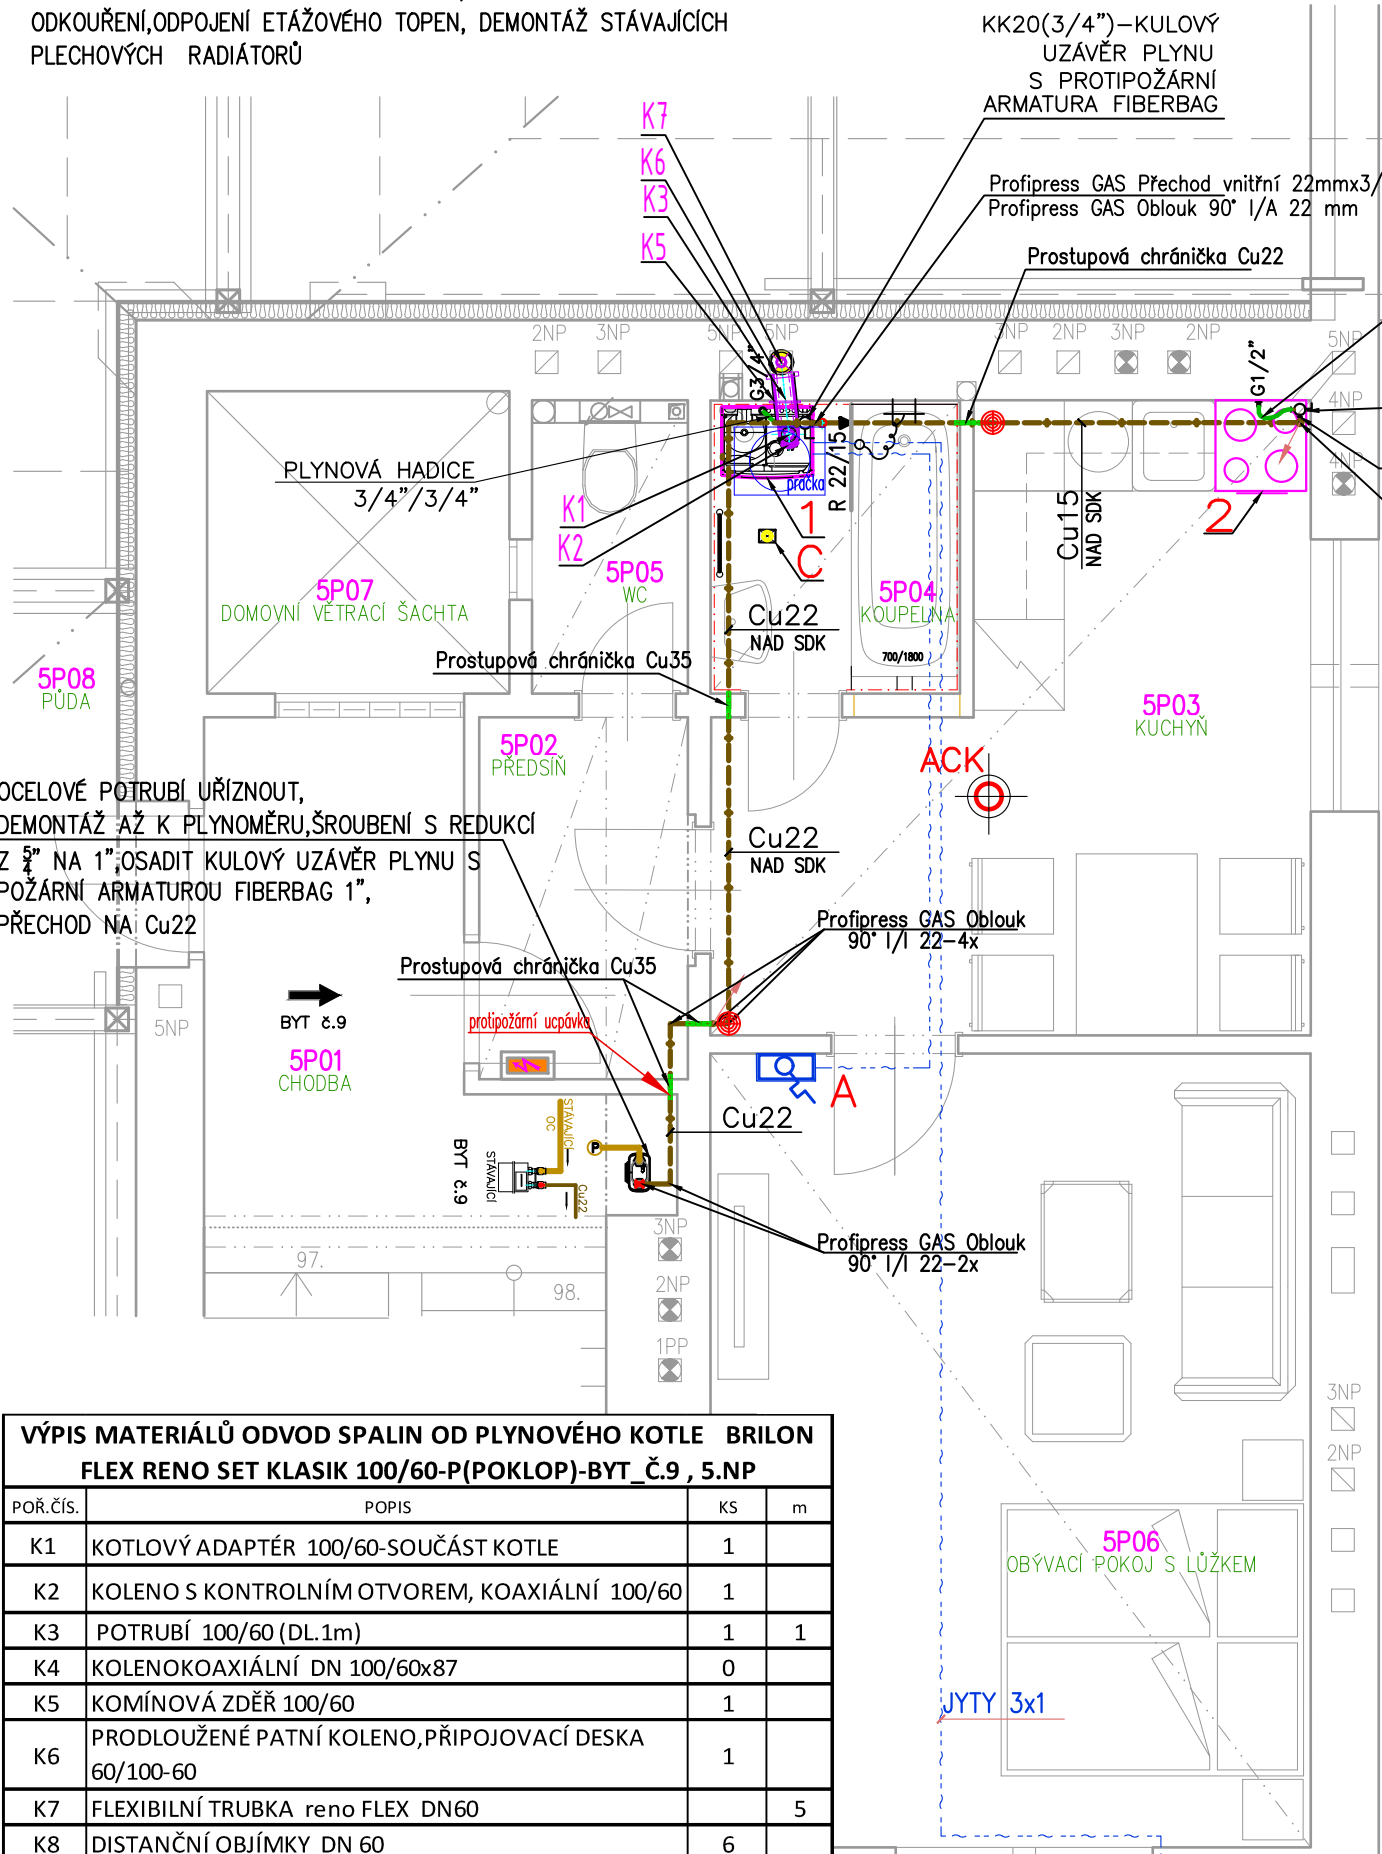 ODKOUŘENÍ,ODPOJENÍ ETÁŽOVÉHO TOPEN, DEMONTÁŽ STÁVAJÍCÍCH
PLECHOVÝCH RADIÁTORŮ
KK20(3/4")-KULOVÝ
UZÁVĚR PLYNU
S PROTIPOŽÁRNÍ
ARMATURA FIBERBAG
K7
K6
K3
K5
Profipress GAS Přechod vnitřní 22mmx3/
Profipress GAS Oblouk 90° I/A 22 mm
Prostupová chránička Cu22
2NP
3NP
5NP
5NP
3NP
2NP
3NP
2NP
5NP
4NP
4NP
G3/4"
G1/2"
PLYNOVÁ HADICE
3/4"/3/4"
K1
K2
pračka
1
C
R 22/15
Cu15
NAD SDK
2
5P07
DOMOVNÍ VĚTRACÍ ŠACHTA
5P05
WC
5P04
KOUPELNA
Cu22
NAD SDK
700/1800
Prostupová chránička Cu35
5P08
PŮDA
5P03
KUCHYŇ
5P02
PŘEDSÍŇ
ACK
OCELOVÉ POTRUBÍ UŘÍZNOUT,
DEMONTÁŽ AŽ K PLYNOMĚRU,ŠROUBENÍ S REDUKCÍ
Z 5/4" NA 1",OSADIT KULOVÝ UZÁVĚR PLYNU S
POŽÁRNÍ ARMATUROU FIBERBAG 1",
PŘECHOD NA Cu22
Cu22
NAD SDK
Profipress GAS Oblouk
90° I/I 22-4x
Prostupová chránička Cu35
BYT č.9
5NP
protipožární ucpávka
5P01
CHODBA
A
Cu22
STÁVAJÍCÍ
OC
P
BYT č.9
STÁVAJÍCÍ
Cu22
Profipress GAS Oblouk
90° I/I 22-2x
3NP
2NP
1PP
97.
98.
3NP
2NP
5P06
OBÝVACÍ POKOJ S LŮŽKEM
JYTY 3x1
VÝPIS MATERIÁLŮ ODVOD SPALIN OD PLYNOVÉHO KOTLE BRILON
FLEX RENO SET KLASIK 100/60-P(POKLOP)-BYT_Č.9 , 5.NP
POŘ.ČÍS. POPIS KS m
K1 KOTLOVÝ ADAPTÉR 100/60-SOUČÁST KOTLE 1
K2 KOLENO S KONTROLNÍM OTVOREM, KOAXIÁLNÍ 100/60 1
K3 POTRUBÍ 100/60 (DL.1m) 1 1
K4 KOLENOKOAXIÁLNÍ DN 100/60x87 0
K5 KOMÍNOVÁ ZDĚŘ 100/60 1
K6 PRODLOUŽENÉ PATNÍ KOLENO,PŘIPOJOVACÍ DESKA
60/100-60 1
K7 FLEXIBILNÍ TRUBKA reno FLEX DN60 5
K8 DISTANČNÍ OBJÍMKY DN 60 6